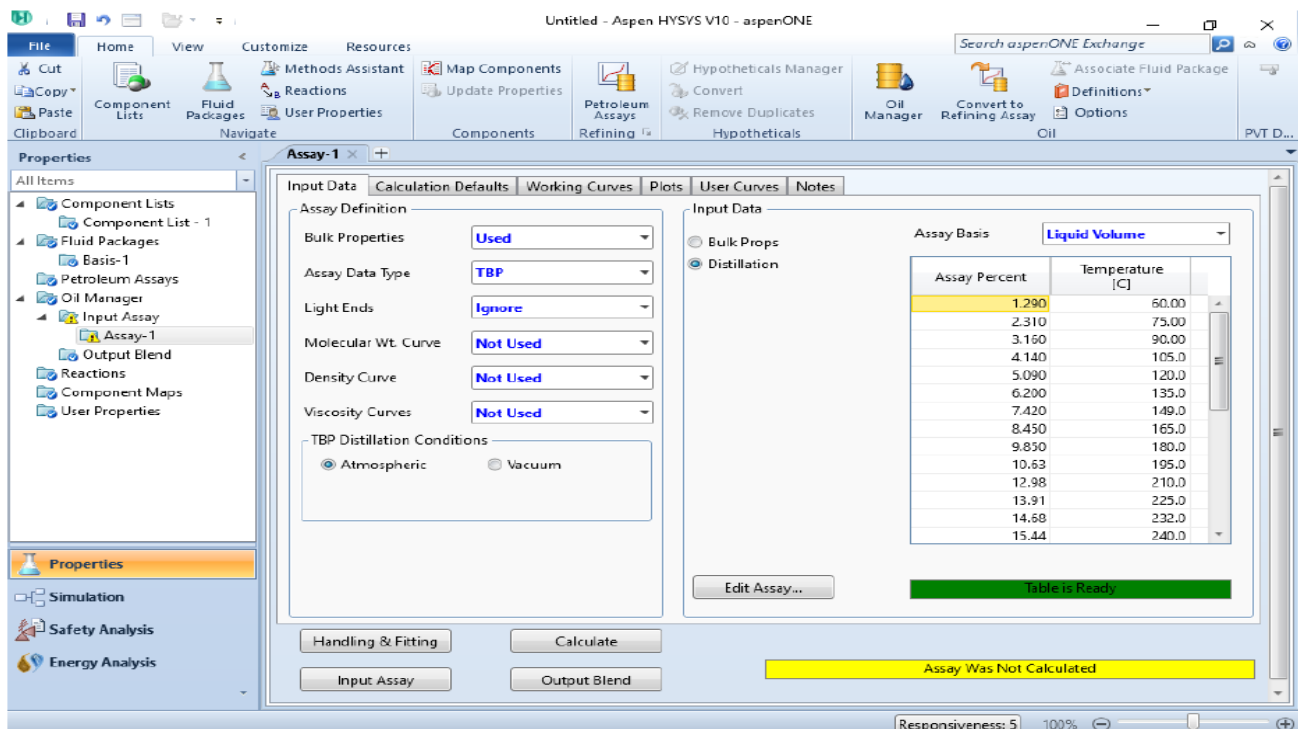 Untitled - Aspen HYSYS V10 - aspenONE
File Home View Customize Resources Search aspenONE Exchange
Cut
Copy
Paste
Clipboard
Component Lists
Fluid Packages
Methods Assistant
Reactions
User Properties
Navigate
Map Components
Update Properties
Components
Petroleum Assays
Refining
Hypotheticals Manager
Convert
Remove Duplicates
Hypotheticals
Oil Manager
Convert to Refining Assay
Associate Fluid Package
Definitions
Options
Oil
PVT D...
Properties
All Items
Component Lists
Component List - 1
Fluid Packages
Basis-1
Petroleum Assays
Oil Manager
Input Assay
Assay-1
Output Blend
Reactions
Component Maps
User Properties
Properties
Simulation
Safety Analysis
Energy Analysis
Assay-1
Input Data Calculation Defaults Working Curves Plots User Curves Notes
Assay Definition
Bulk Properties Used
Assay Data Type TBP
Light Ends Ignore
Molecular Wt. Curve Not Used
Density Curve Not Used
Viscosity Curves Not Used
TBP Distillation Conditions
Atmospheric Vacuum
Input Data
Bulk Props
Distillation
Assay Basis Liquid Volume
Assay Percent Temperature [C]
1.290 60.00
2.310 75.00
3.160 90.00
4.140 105.0
5.090 120.0
6.200 135.0
7.420 149.0
8.450 165.0
9.850 180.0
10.63 195.0
12.98 210.0
13.91 225.0
14.68 232.0
15.44 240.0
Edit Assay... Table is Ready
Handling & Fitting Calculate
Input Assay Output Blend
Assay Was Not Calculated
Responsiveness: 5 100%